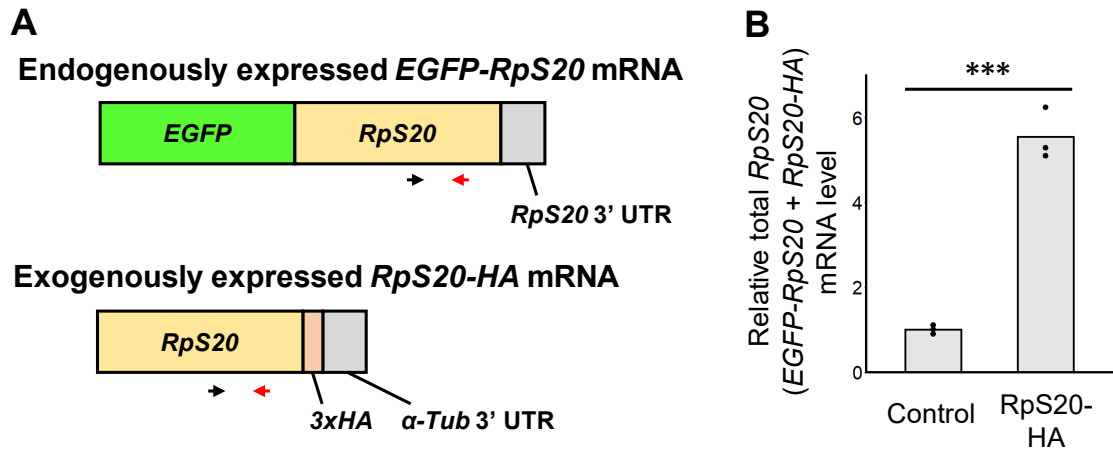 A
Endogenously expressed EGFP-RpS20 mRNA
EGFP
RpS20
RpS20 3’ UTR
Exogenously expressed RpS20-HA mRNA
RpS20
3xHA
α-Tub 3’ UTR
B
Relative total RpS20
(EGFP-RpS20 + RpS20-HA)
mRNA level
***
6
4
2
0
Control
RpS20-
HA